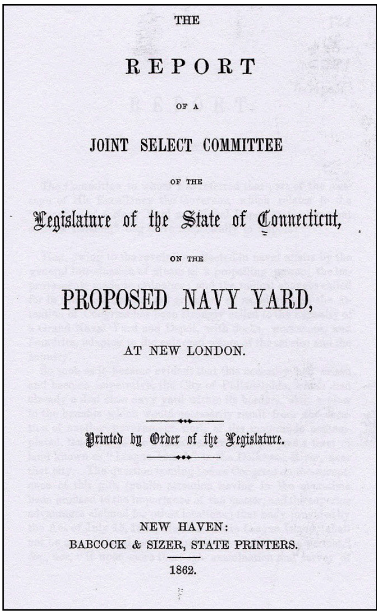 THE
REPORT
OF A
JOINT SELECT COMMITTEE
OF THE
Legislature of the State of Connecticut,
ON THE
PROPOSED NAVY YARD,
AT NEW LONDON.
Printed by Order of the Legislature.
NEW HAVEN:
BABCOCK & SIZER, STATE PRINTERS.
1862.